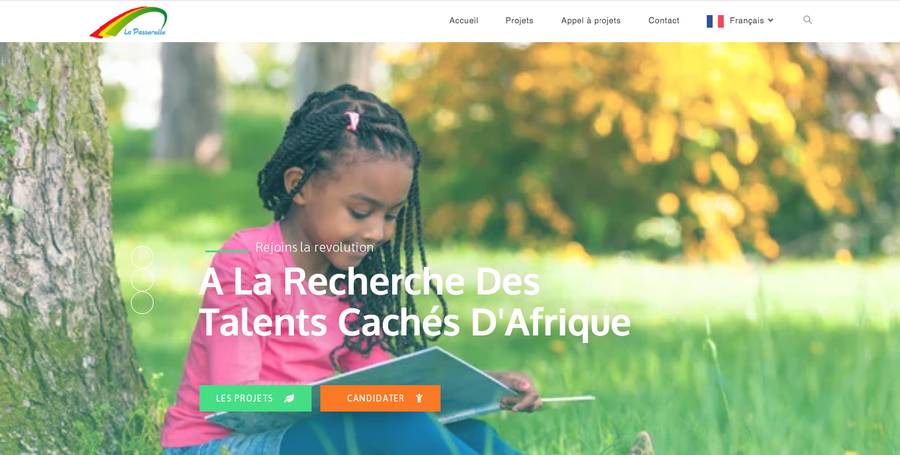 La Passerelle
Accueil Projets Appel à projets Contact Français
Rejoins la revolution
A La Recherche Des
Talents Cachés D'Afrique
LES PROJETS CANDIDATER